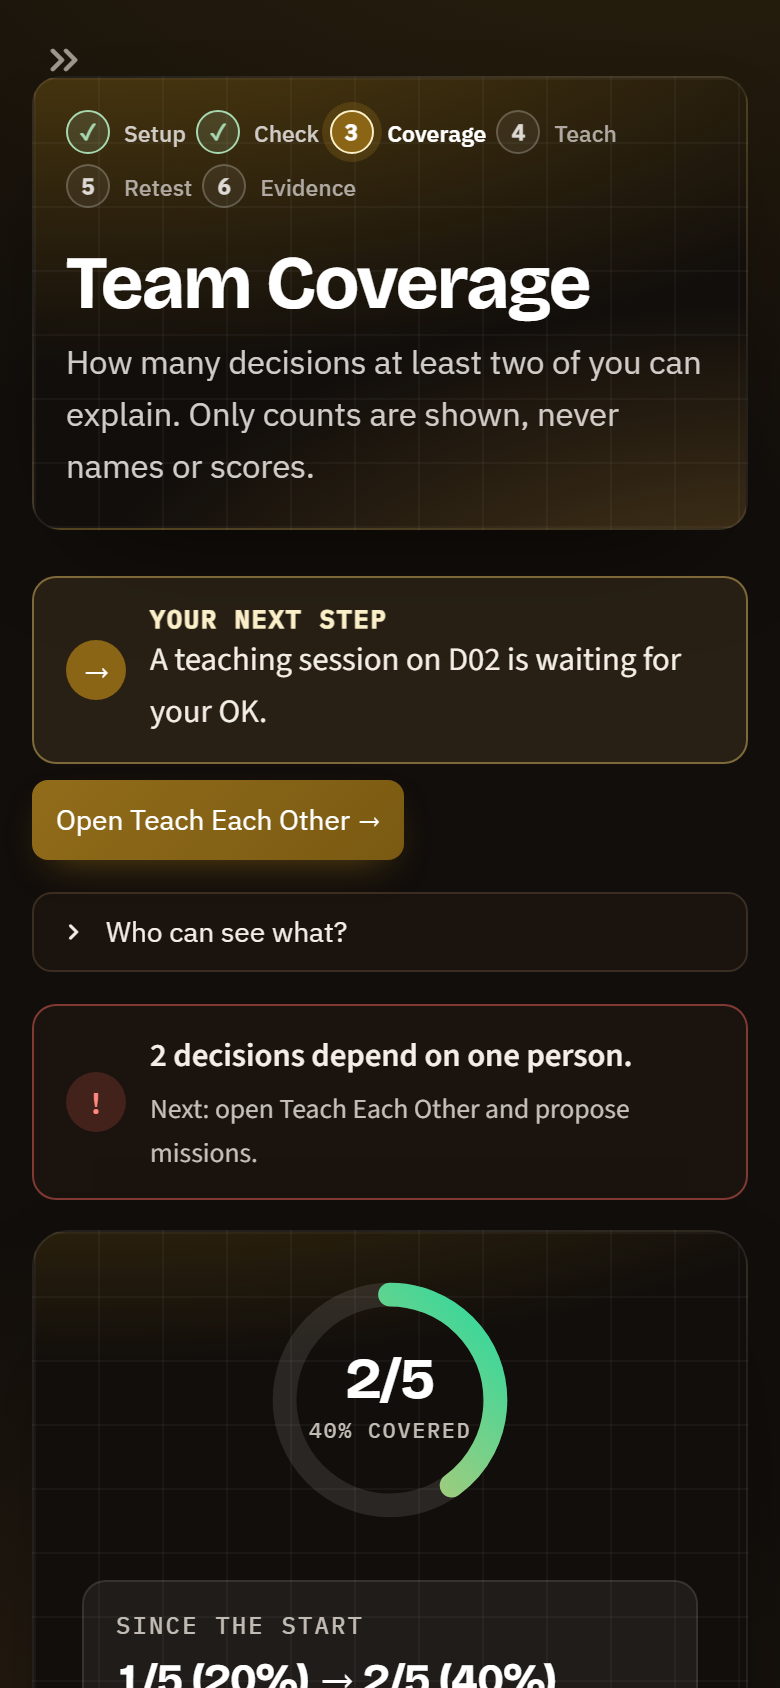 ✓ Setup ✓ Check 3 Coverage 4 Teach
5 Retest 6 Evidence
Team Coverage
How many decisions at least two of you can
explain. Only counts are shown, never
names or scores.
YOUR NEXT STEP
→ A teaching session on D02 is waiting for
your OK.
Open Teach Each Other →
Who can see what?
2 decisions depend on one person.
! Next: open Teach Each Other and propose
missions.
2/5
40% COVERED
SINCE THE START
1/5 (20%) → 2/5 (40%)